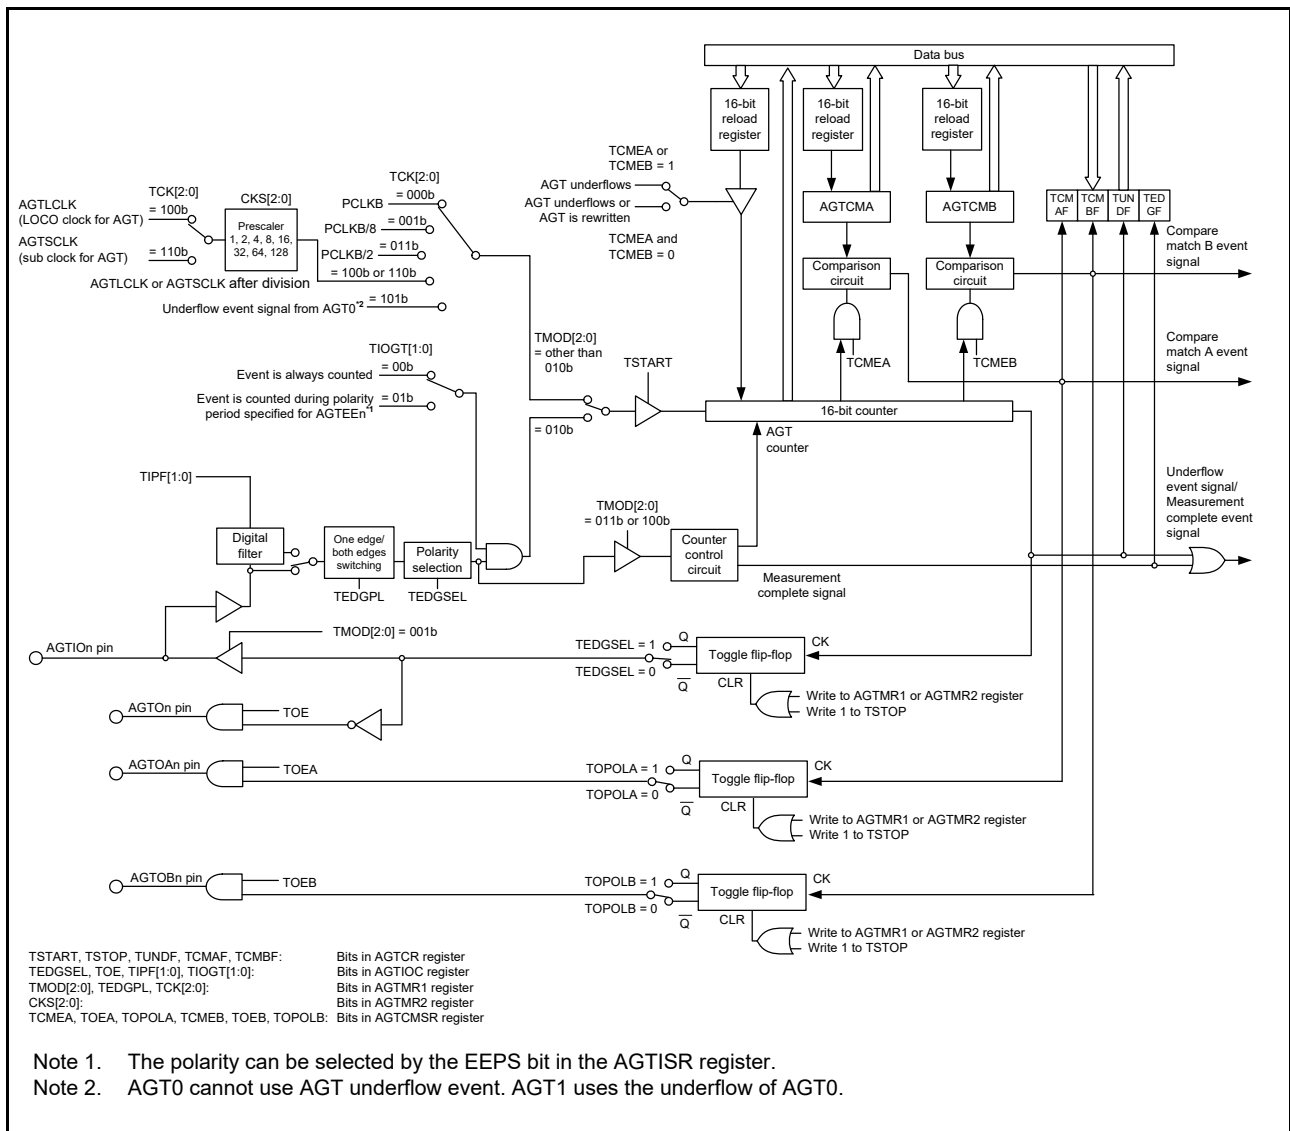 Data bus
16-bit
reload
register
16-bit
reload
register
16-bit
reload
register
TCMEA or
TCMEB = 1
AGT underflows
AGT underflows or
AGT is rewritten
TCMEA and
TCMEB = 0
AGTCMA
AGTCMB
TCM
AF
TCM
BF
TUN
DF
TED
GF
Comparison
circuit
Comparison
circuit
Compare
match B event
signal
TCMEA
TCMEB
Compare
match A event
signal
TCK[2:0]
AGTLCLK
(LOCO clock for AGT)
= 100b
AGTSCLK
(sub clock for AGT)
= 110b
CKS[2:0]
Prescaler
1, 2, 4, 8, 16,
32, 64, 128
TCK[2:0]
= 000b
PCLKB
= 001b
PCLKB/8
= 011b
PCLKB/2
= 100b or 110b
AGTLCLK or AGTSCLK after division
= 101b
Underflow event signal from AGT0*2
TIOGT[1:0]
= 00b
Event is always counted
Event is counted during polarity
period specified for AGTEEn*1
= 01b
TMOD[2:0]
= other than
010b
= 010b
TSTART
16-bit counter
AGT
counter
TIPF[1:0]
Digital
filter
One edge/
both edges
switching
Polarity
selection
TEDGPL
TEDGSEL
TMOD[2:0]
= 011b or 100b
Counter
control
circuit
Measurement
complete signal
Underflow
event signal/
Measurement
complete event
signal
AGTIOn pin
TMOD[2:0] = 001b
TEDGSEL = 1
TEDGSEL = 0
Q
Q
Toggle flip-flop
CK
CLR
Write to AGTMR1 or AGTMR2 register
Write 1 to TSTOP
AGTOn pin
TOE
AGTOAn pin
TOEA
TOPOLA = 1
TOPOLA = 0
Q
Q
Toggle flip-flop
CK
CLR
Write to AGTMR1 or AGTMR2 register
Write 1 to TSTOP
AGTOBn pin
TOEB
TOPOLB = 1
TOPOLB = 0
Q
Q
Toggle flip-flop
CK
CLR
Write to AGTMR1 or AGTMR2 register
Write 1 to TSTOP
TSTART, TSTOP, TUNDF, TCMAF, TCMBF: Bits in AGTCR register
TEDGSEL, TOE, TIPF[1:0], TIOGT[1:0]: Bits in AGTIOC register
TMOD[2:0], TEDGPL, TCK[2:0]: Bits in AGTMR1 register
CKS[2:0]: Bits in AGTMR2 register
TCMEA, TOEA, TOPOLA, TCMEB, TOEB, TOPOLB: Bits in AGTCMSR register
Note 1. The polarity can be selected by the EEPS bit in the AGTISR register.
Note 2. AGT0 cannot use AGT underflow event. AGT1 uses the underflow of AGT0.